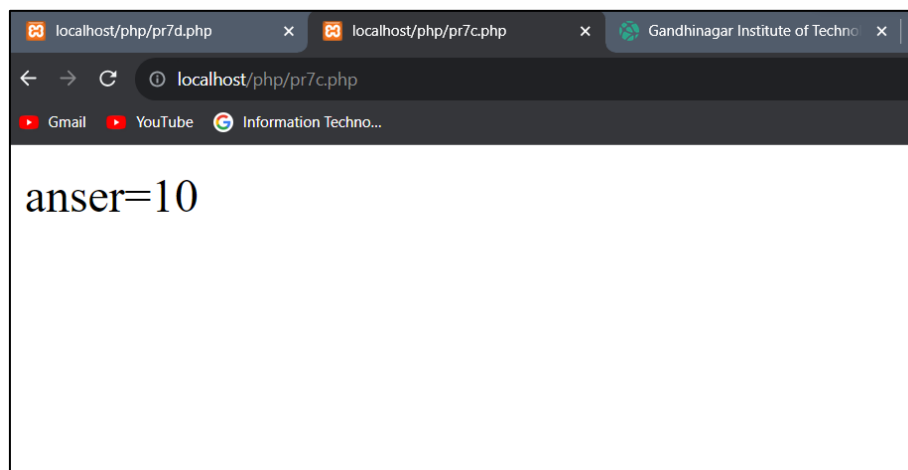 localhost/php/pr7d.php localhost/php/pr7c.php Gandhinagar Institute of Techno
localhost/php/pr7c.php
Gmail YouTube Information Techno...
anser=10